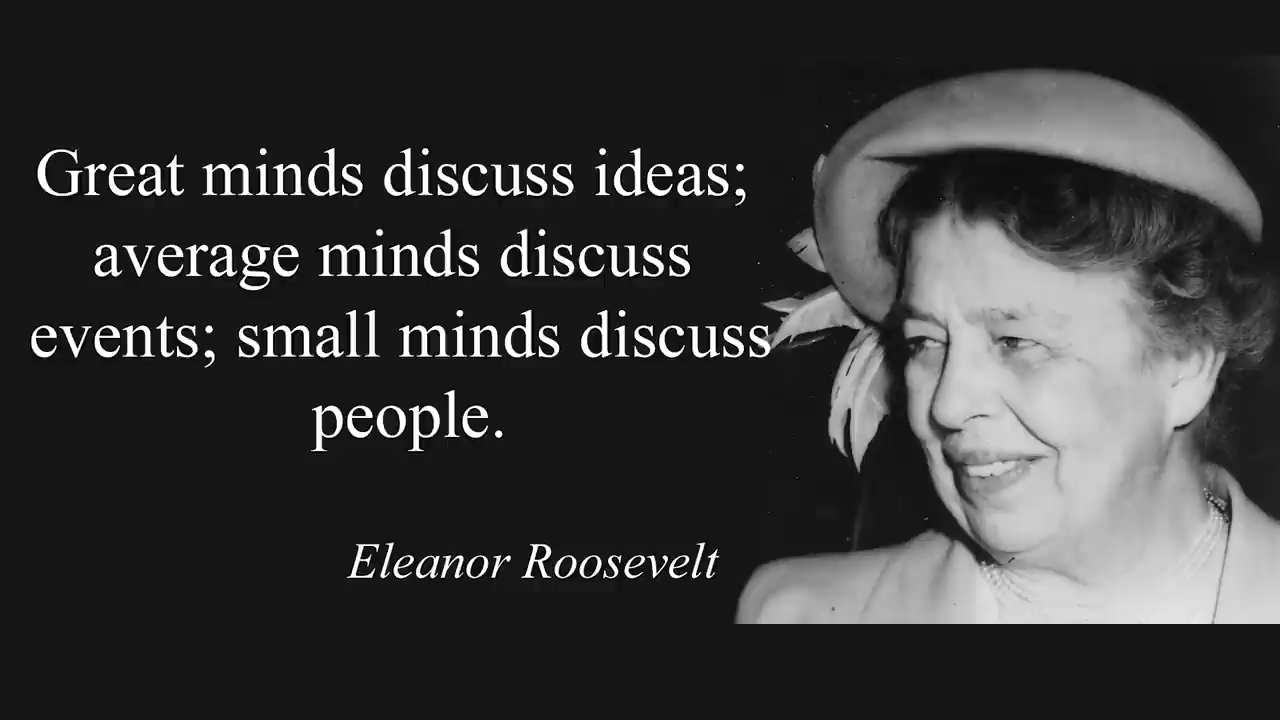 Great minds discuss ideas;
average minds discuss
events; small minds discuss
people.
Eleanor Roosevelt